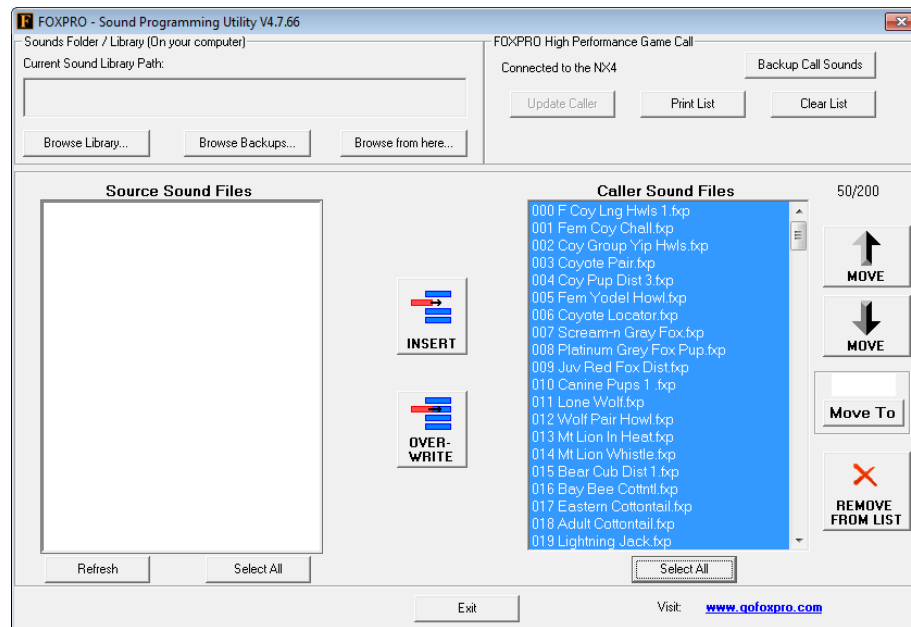 FOXPRO - Sound Programming Utility V4.7.66
Sounds Folder / Library (On your computer)
Current Sound Library Path:
Browse Library...
Browse Backups...
Browse from here...
FOXPRO High Performance Game Call
Connected to the NX4
Backup Call Sounds
Update Caller
Print List
Clear List
Source Sound Files
Refresh
Select All
INSERT
OVER-
WRITE
Caller Sound Files
50/200
000 F Coy Lng Hwls 1.fxp
001 Fem Coy Chall.fxp
002 Coy Group Yip Hwls.fxp
003 Coyote Pair.fxp
004 Coy Pup Dist 3.fxp
005 Fem Yodel Howl.fxp
006 Coyote Locator.fxp
007 Scream-n Gray Fox.fxp
008 Platinum Grey Fox Pup.fxp
009 Juv Red Fox Dist.fxp
010 Canine Pups 1 .fxp
011 Lone Wolf.fxp
012 Wolf Pair Howl.fxp
013 Mt Lion In Heat.fxp
014 Mt Lion Whistle.fxp
015 Bear Cub Dist 1.fxp
016 Bay Bee Cottntl.fxp
017 Eastern Cottontail.fxp
018 Adult Cottontail.fxp
019 Lightning Jack.fxp
Select All
MOVE
MOVE
Move To
REMOVE
FROM LIST
Exit
Visit:
www.gofoxpro.com